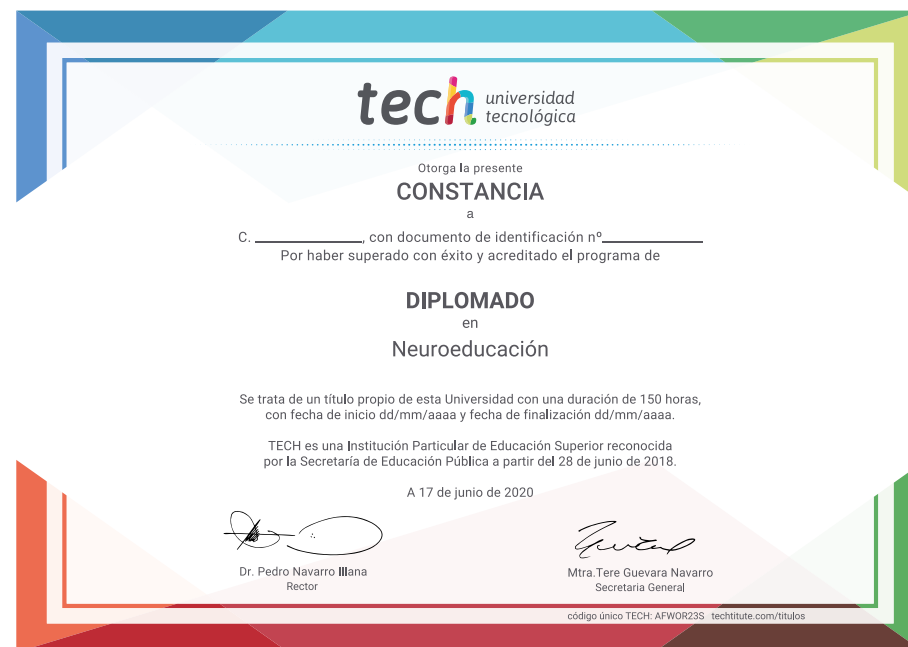 tech universidad
tecnológica
Otorga la presente
CONSTANCIA
a
C. ____________, con documento de identificación nº____________
Por haber superado con éxito y acreditado el programa de
DIPLOMADO
en
Neuroeducación
Se trata de un título propio de esta Universidad con una duración de 150 horas,
con fecha de inicio dd/mm/aaaa y fecha de finalización dd/mm/aaaa.
TECH es una Institución Particular de Educación Superior reconocida
por la Secretaría de Educación Pública a partir del 28 de junio de 2018.
A 17 de junio de 2020
Dr. Pedro Navarro Illana
Rector
Mtra.Tere Guevara Navarro
Secretaria General
código único TECH: AFWOR23S techtitute.com/titulos